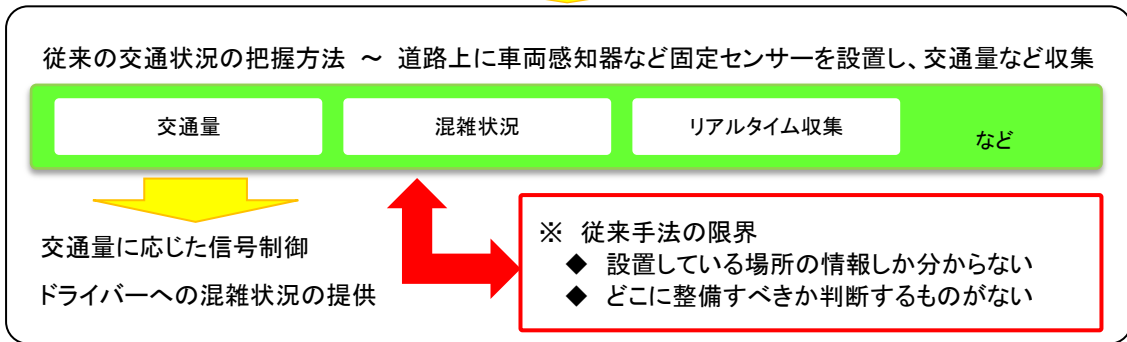 従来の交通状況の把握方法 ～ 道路上に車両感知器など固定センサーを設置し、交通量など収集
交通量
混雑状況
リアルタイム収集
など
交通量に応じた信号制御
ドライバーへの混雑状況の提供
※ 従来手法の限界
◆ 設置している場所の情報しか分からない
◆ どこに整備すべきか判断するものがない